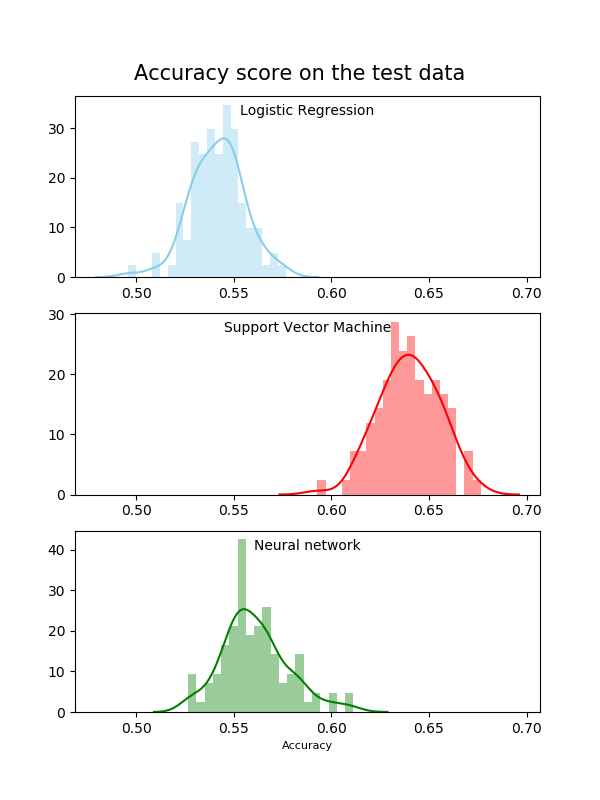 Accuracy score on the test data
Logistic Regression
30
20
10
0
0.50 0.55 0.60 0.65 0.70
Support Vector Machine
30
20
10
0
0.50 0.55 0.60 0.65 0.70
Neural network
40
30
20
10
0
0.50 0.55 0.60 0.65 0.70
Accuracy